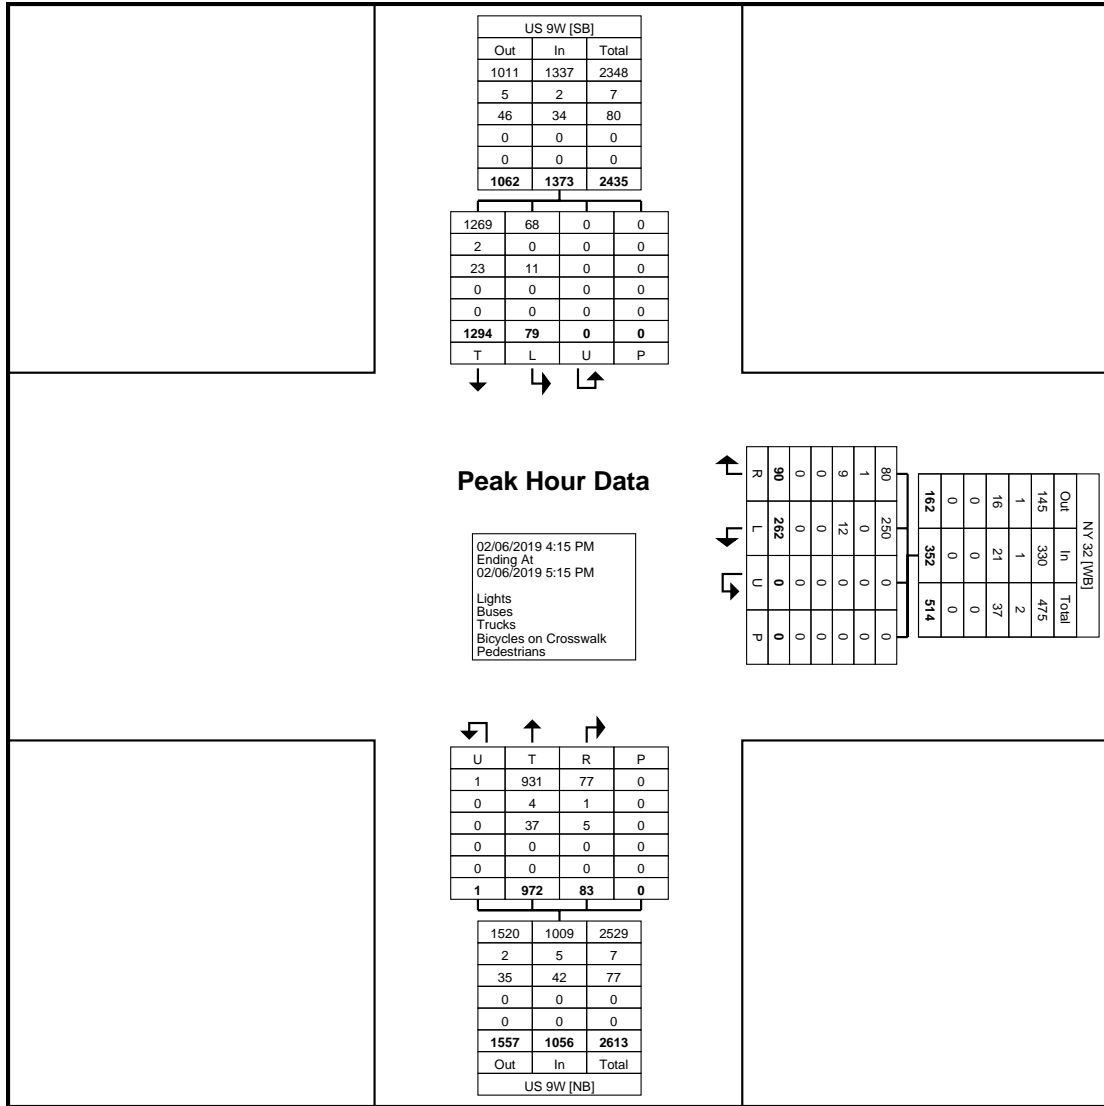 US 9W [SB]
Out In Total
1011 1337 2348
5 2 7
46 34 80
0 0 0
0 0 0
1062 1373 2435
1269 68 0 0
2 0 0 0
23 11 0 0
0 0 0 0
0 0 0 0
1294 79 0 0
T L U P
Peak Hour Data
02/06/2019 4:15 PM
Ending At
02/06/2019 5:15 PM
Lights
Buses
Trucks
Bicycles on Crosswalk
Pedestrians
NY 32 [WB]
Out In Total
145 330 475
1 1 2
16 21 37
0 0 0
0 0 0
162 352 514
80 250 0 0
1 0 0 0
9 12 0 0
0 0 0 0
0 0 0 0
90 262 0 0
R L U P
U T R P
1 931 77 0
0 4 1 0
0 37 5 0
0 0 0 0
0 0 0 0
1 972 83 0
1520 1009 2529
2 5 7
35 42 77
0 0 0
0 0 0
1557 1056 2613
Out In Total
US 9W [NB]